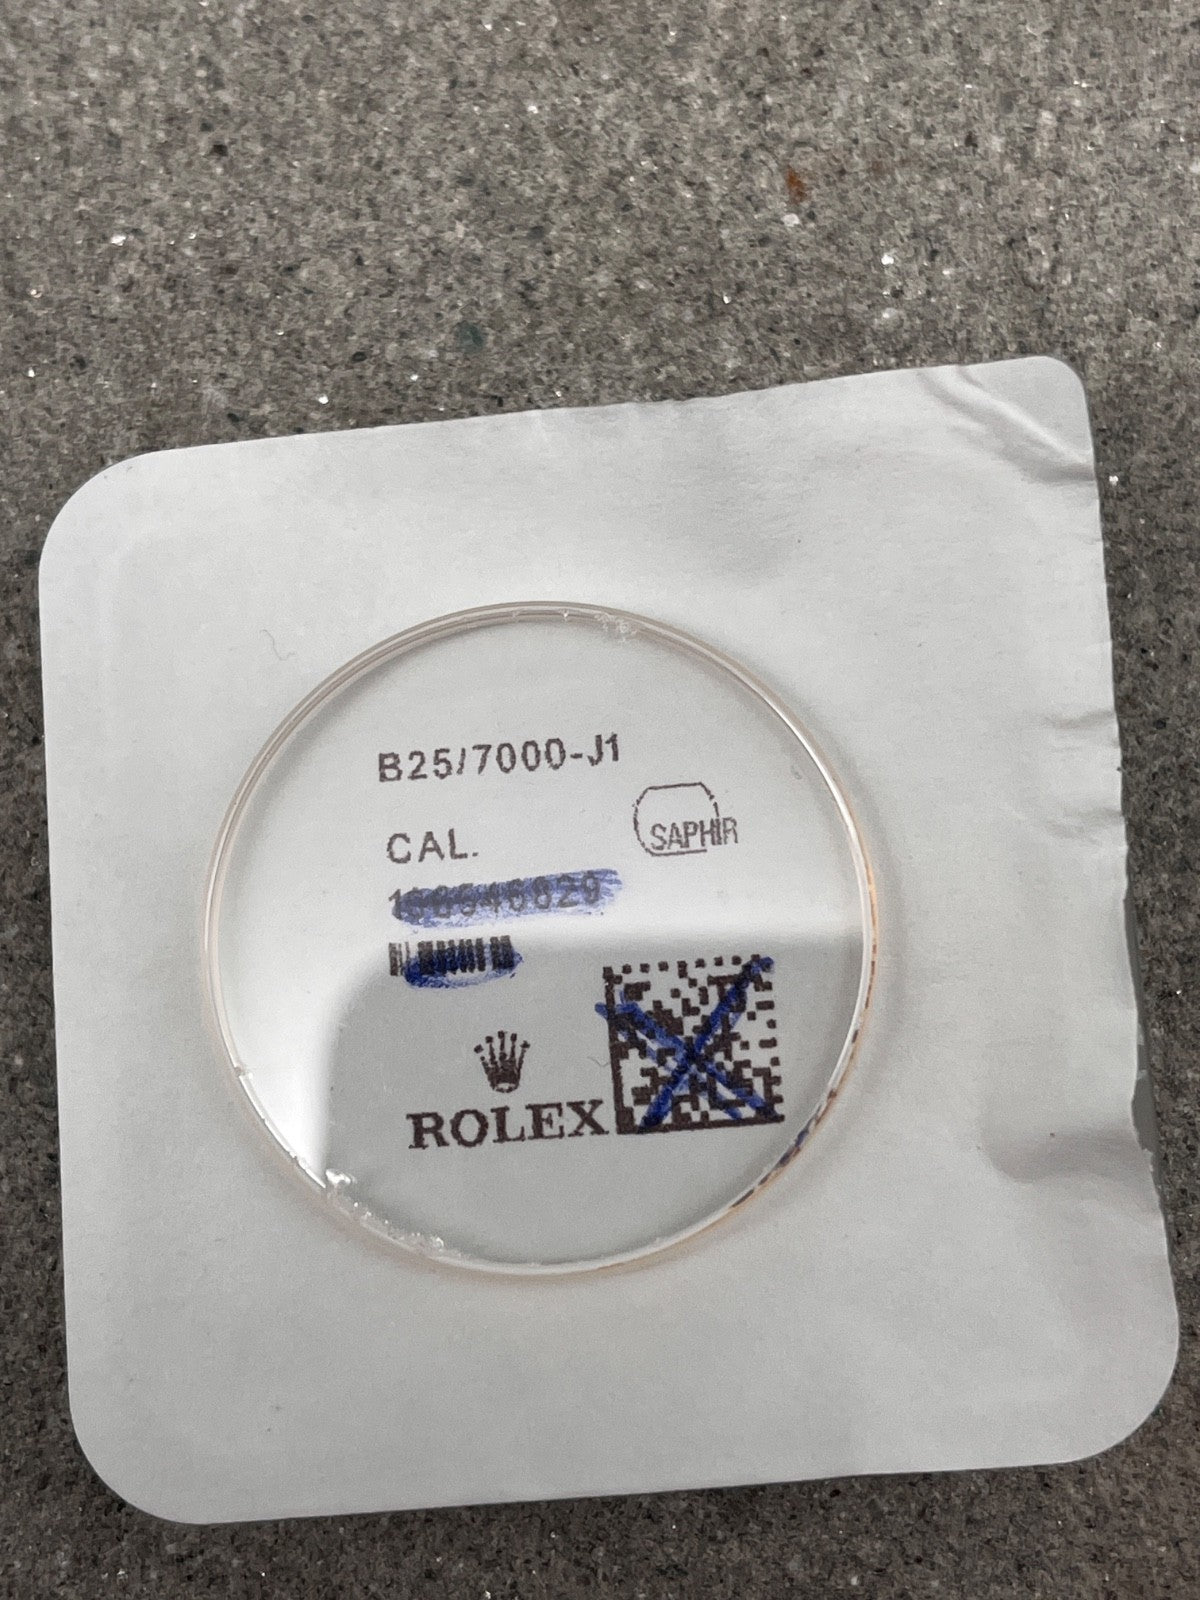 B25/7000-J1
SAPHIR
CAL.
ROLEX